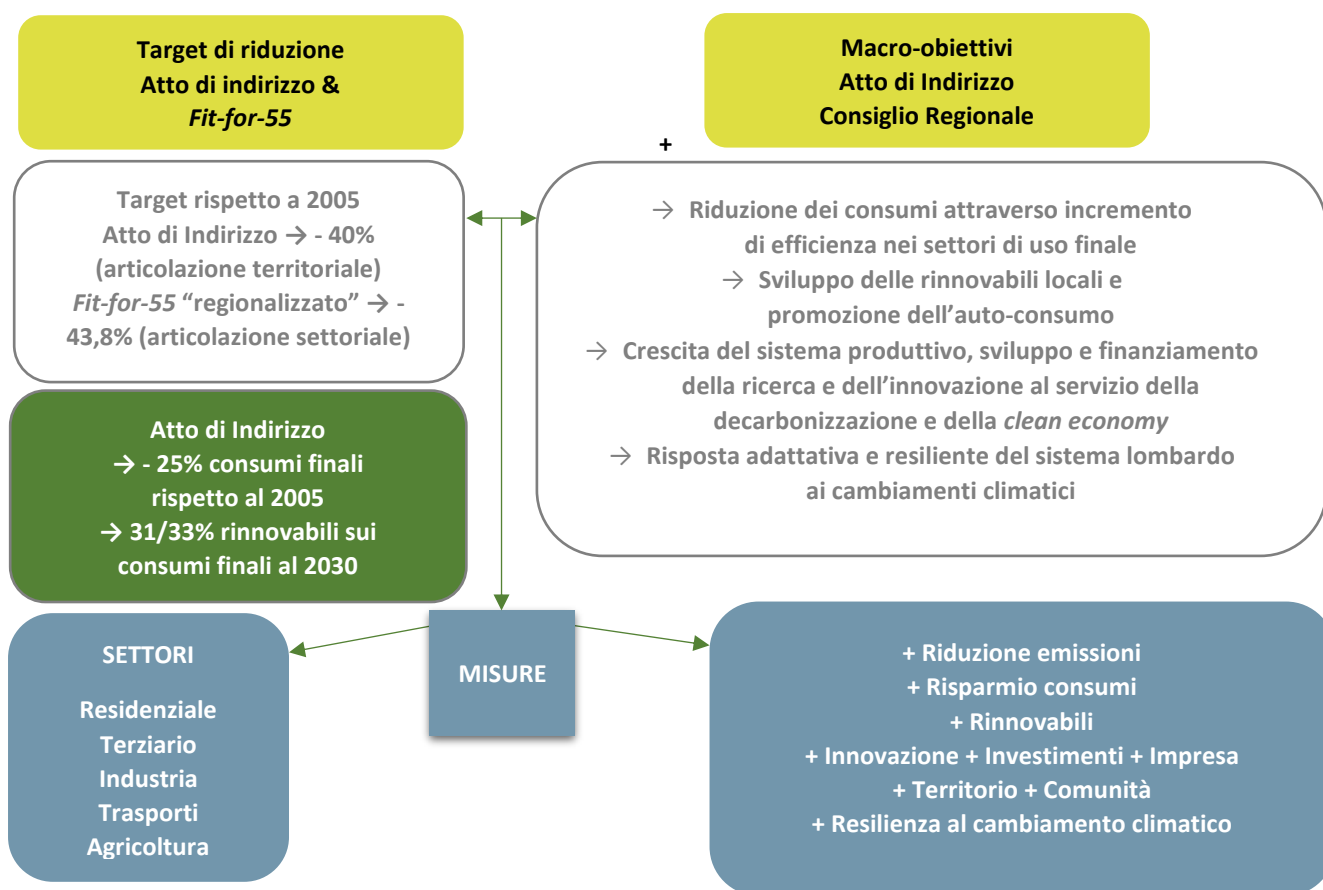 Target di riduzione
Atto di indirizzo &
Fit-for-55
Macro-obiettivi
Atto di Indirizzo
Consiglio Regionale
+
Target rispetto a 2005
Atto di Indirizzo → - 40%
(articolazione territoriale)
Fit-for-55 “regionalizzato” → -
43,8% (articolazione settoriale)
→ Riduzione dei consumi attraverso incremento
di efficienza nei settori di uso finale
→ Sviluppo delle rinnovabili locali e
promozione dell’auto-consumo
→ Crescita del sistema produttivo, sviluppo e finanziamento
della ricerca e dell’innovazione al servizio della
decarbonizzazione e della clean economy
→ Risposta adattativa e resiliente del sistema lombardo
ai cambiamenti climatici
Atto di Indirizzo
→ - 25% consumi finali
rispetto al 2005
→ 31/33% rinnovabili sui
consumi finali al 2030
SETTORI
Residenziale
Terziario
Industria
Trasporti
Agricoltura
MISURE
+ Riduzione emissioni
+ Risparmio consumi
+ Rinnovabili
+ Innovazione + Investimenti + Impresa
+ Territorio + Comunità
+ Resilienza al cambiamento climatico